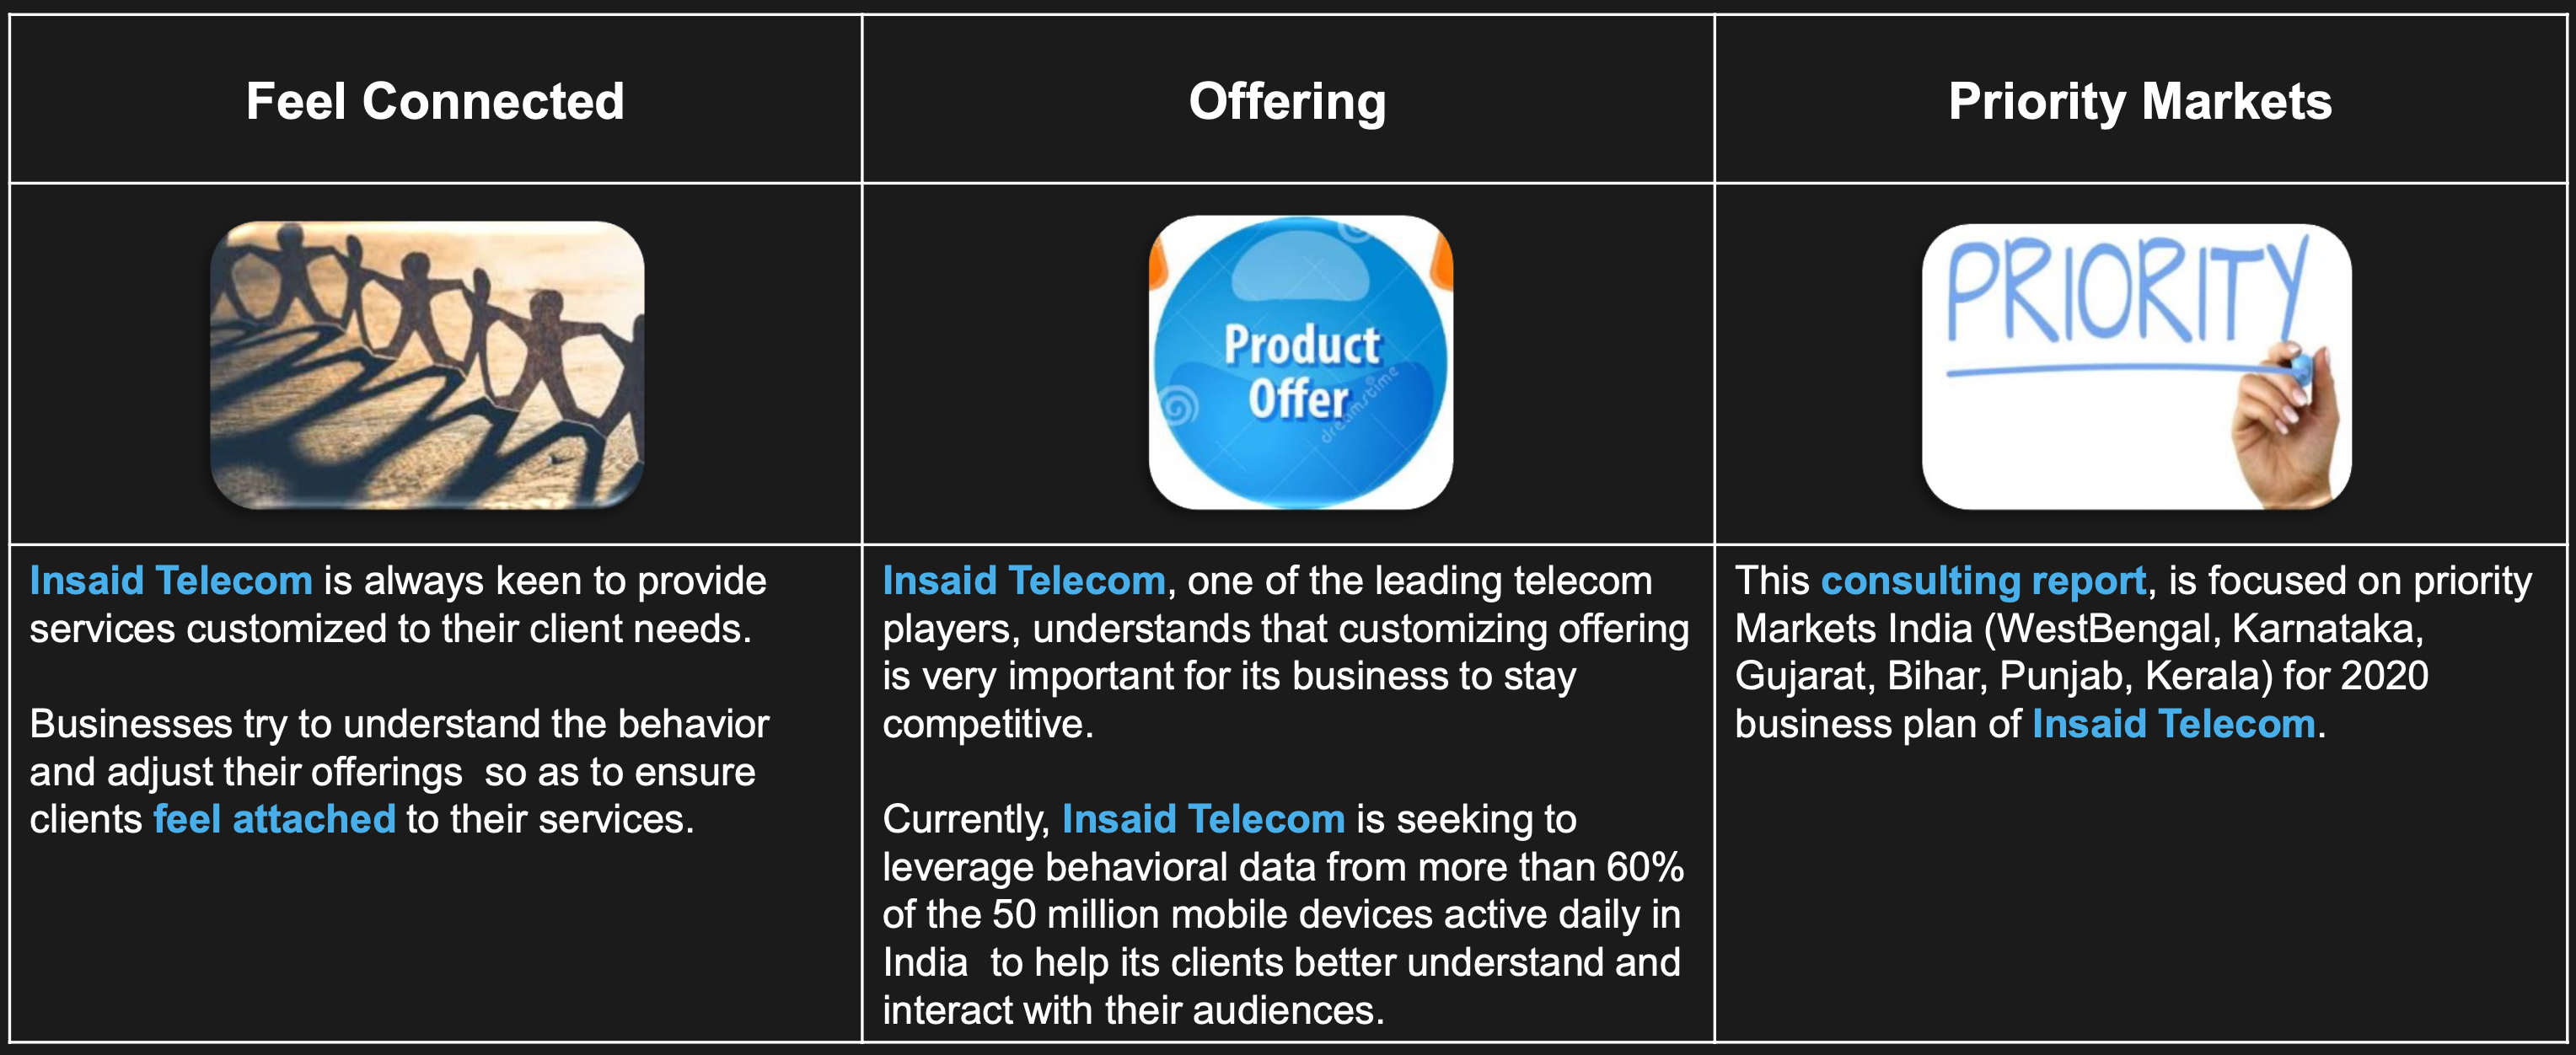 Feel Connected
Offering
Priority Markets
Product
Offer
dreamstime
PRIORITY
Insaid Telecom is always keen to provide
services customized to their client needs.
Businesses try to understand the behavior
and adjust their offerings  so as to ensure
clients feel attached to their services.
Insaid Telecom, one of the leading telecom
players, understands that customizing offering
is very important for its business to stay
competitive.
Currently, Insaid Telecom is seeking to
leverage behavioral data from more than 60%
of the 50 million mobile devices active daily in
India  to help its clients better understand and
interact with their audiences.
This consulting report, is focused on priority
Markets India (WestBengal, Karnataka,
Gujarat, Bihar, Punjab, Kerala) for 2020
business plan of Insaid Telecom.